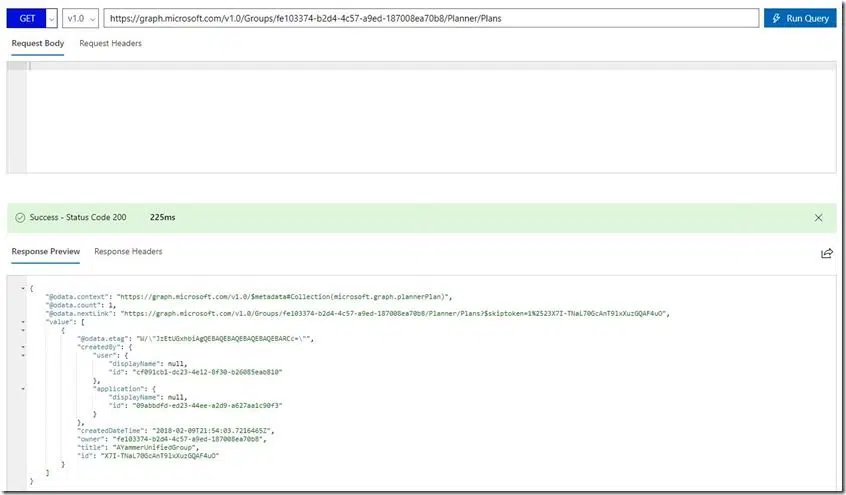 GET v1.0 https://graph.microsoft.com/v1.0/Groups/fe103374-b2d4-4c57-a9ed-187008ea70b8/Planner/Plans Run Query
Request Body Request Headers
Success - Status Code 200 225ms
Response Preview Response Headers
{
"@odata.context": "https://graph.microsoft.com/v1.0/$metadata#Collection(microsoft.graph.plannerPlan)",
"@odata.count": 1,
"@odata.nextLink": "https://graph.microsoft.com/v1.0/Groups/fe103374-b2d4-4c57-a9ed-187008ea70b8/Planner/Plans?$skiptoken=1%2523X7I-TNaL70GcAnT9lxXuzGQAF4uO",
"value": [
{
"@odata.etag": "W/\"JzEtUGxhbiAgQEBAQEBAQEBAQEBAQEBARCc=\"",
"createdBy": {
"user": {
"displayName": null,
"id": "cf091cb1-dc23-4e12-8f30-b26085eab810"
},
"application": {
"displayName": null,
"id": "09abbdfd-ed23-44ee-a2d9-a627aa1c90f3"
}
},
"createdDateTime": "2018-02-09T21:54:03.7216465Z",
"owner": "fe103374-b2d4-4c57-a9ed-187008ea70b8",
"title": "AYammerUnifiedGroup",
"id": "X7I-TNaL70GcAnT9lxXuzGQAF4uO"
}
]
}